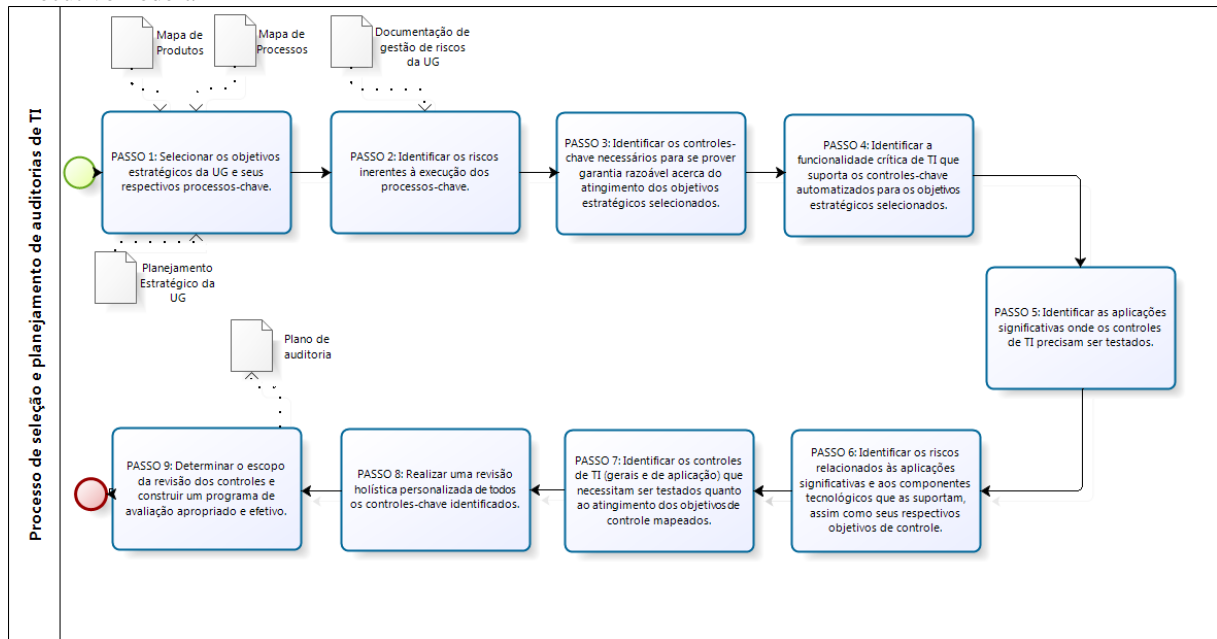 Processo de seleção e planejamento de auditorias de TI
Mapa de
Produtos
Mapa de
Processos
Documentação de
gestão de riscos
da UG
PASSO 1: Selecionar os objetivos
estratégicos da UG e seus
respectivos processos-chave.
PASSO 2: Identificar os riscos
inerentes à execução dos
processos-chave.
PASSO 3: Identificar os controles-
chave necessários para se prover
garantia razoável acerca do
atingimento dos objetivos
estratégicos selecionados.
PASSO 4: Identificar a
funcionalidade crítica de TI que
suporta os controles-chave
automatizados para os objetivos
estratégicos selecionados.
Planejamento
Estratégico da
UG
PASSO 5: Identificar as aplicações
significativas onde os controles
de TI precisam ser testados.
Plano de
auditoria
PASSO 6: Identificar os riscos
relacionados às aplicações
significativas e aos componentes
tecnológicos que as suportam,
assim como seus respectivos
objetivos de controle.
PASSO 7: Identificar os controles
de TI (gerais e de aplicação) que
necessitam ser testados quanto
ao atingimento dos objetivos de
controle mapeados.
PASSO 8: Realizar uma revisão
holística personalizada de todos
os controles-chave identificados.
PASSO 9: Determinar o escopo
da revisão dos controles e
construir um programa de
avaliação apropriado e efetivo.